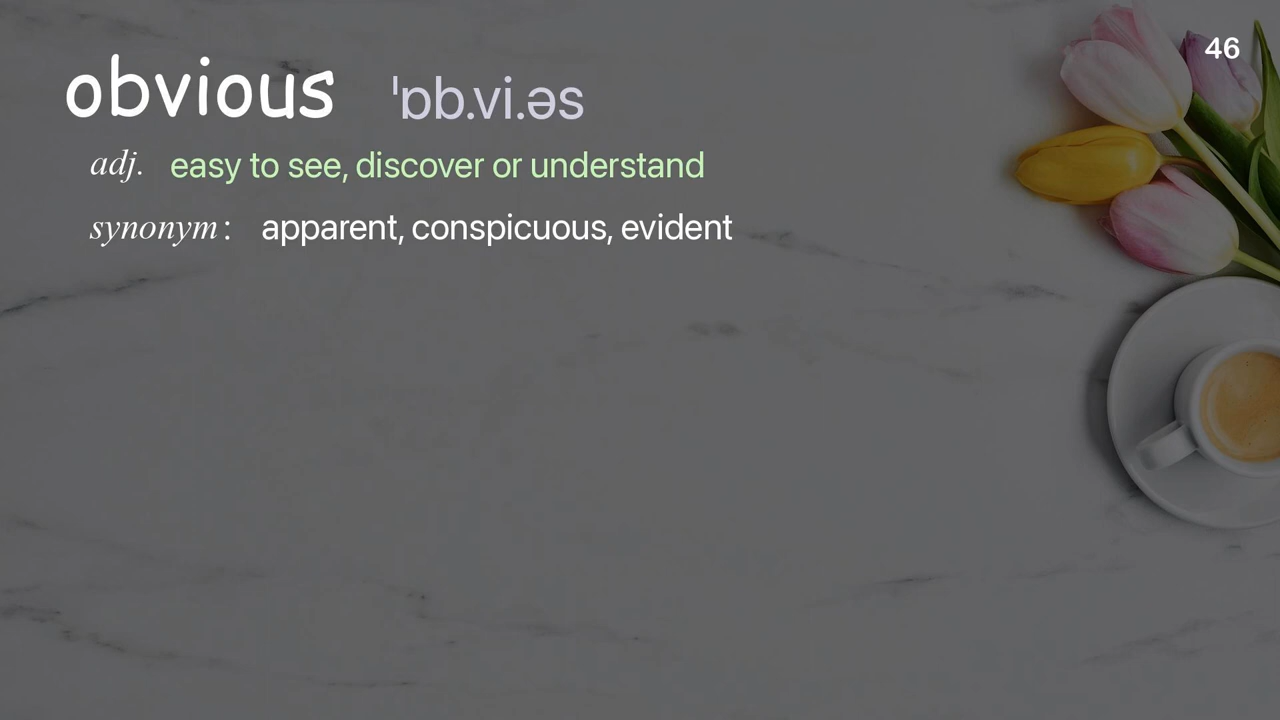 46
obvious ˈɒb.vi.əs
adj. easy to see, discover or understand
synonym: apparent, conspicuous, evident